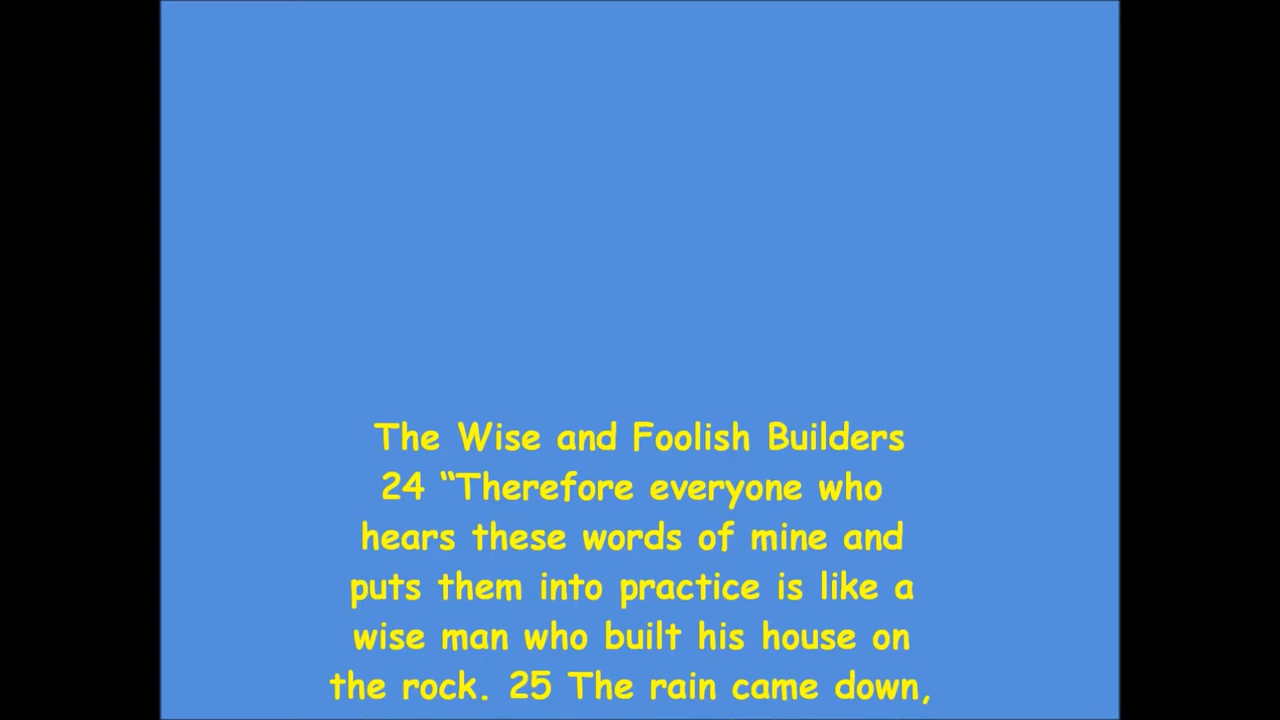 The Wise and Foolish Builders
24 “Therefore everyone who
hears these words of mine and
puts them into practice is like a
wise man who built his house on
the rock. 25 The rain came down,